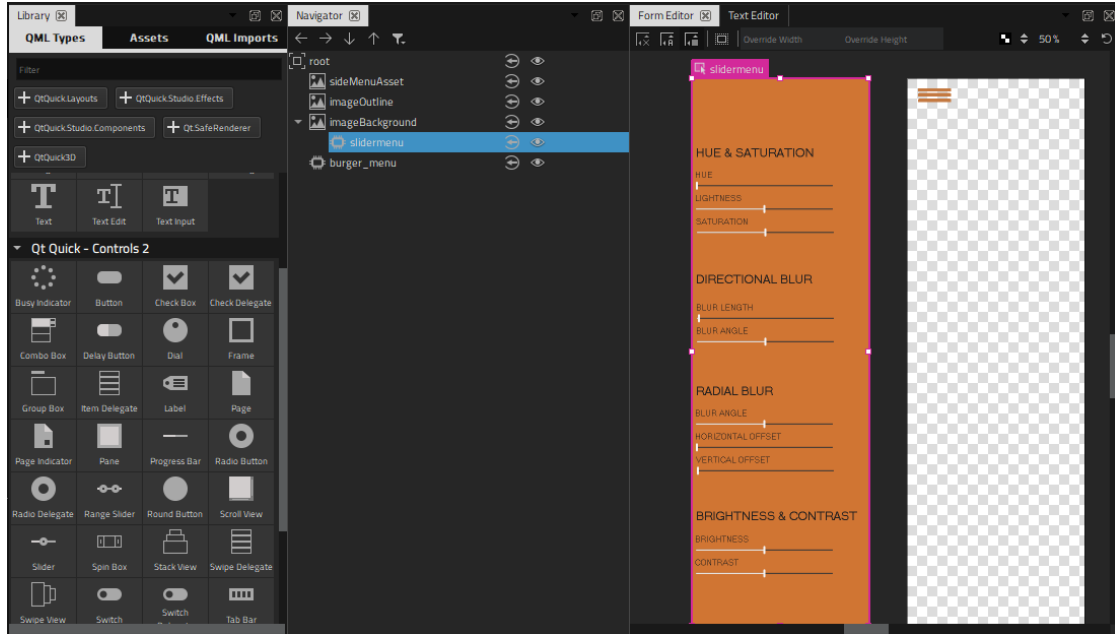 Library
QML Types Assets QML Imports
Filter
+ QtQuick.Layouts + QtQuick.Studio.Effects
+ QtQuick.Studio.Components + Qt.SafeRenderer
+ QtQuick3D
Text Text Edit Text Input
Qt Quick - Controls 2
Busy Indicator Button Check Box Check Delegate
Combo Box Delay Button Dial Frame
Group Box Item Delegate Label Page
Page Indicator Pane Progress Bar Radio Button
Radio Delegate Range Slider Round Button Scroll View
Slider Spin Box Stack View Swipe Delegate
Swipe View Switch Switch Tab Bar
Navigator
root
sideMenuAsset
imageOutline
imageBackground
slidermenu
burger_menu
Form Editor Text Editor
Override Width Override Height 50 %
slidermenu
HUE & SATURATION
HUE
LIGHTNESS
SATURATION
DIRECTIONAL BLUR
BLUR LENGTH
BLUR ANGLE
RADIAL BLUR
BLUR ANGLE
HORIZONTAL OFFSET
VERTICAL OFFSET
BRIGHTNESS & CONTRAST
BRIGHTNESS
CONTRAST